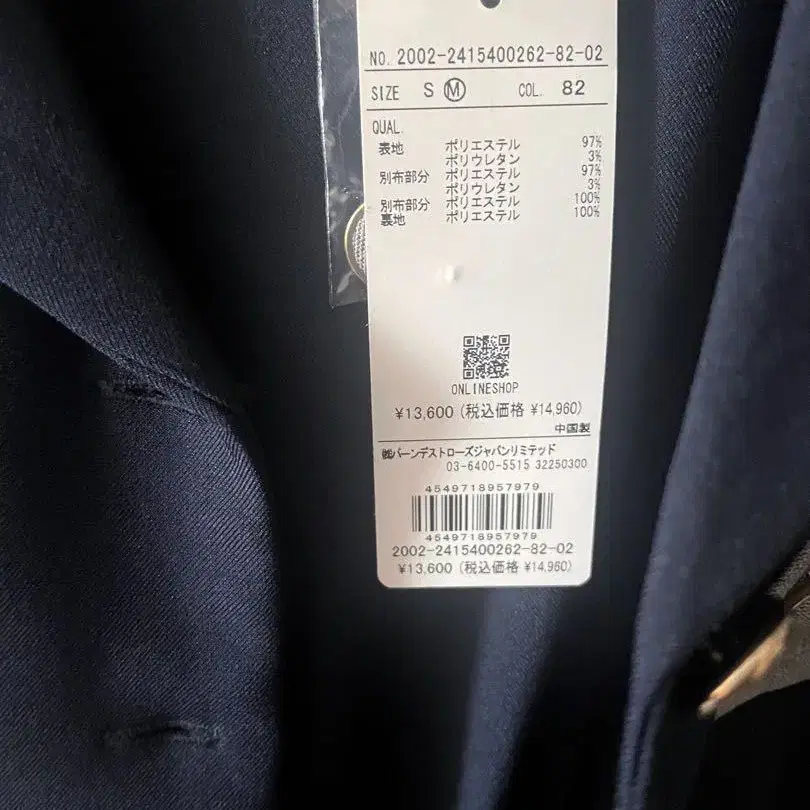 NO. 2002-2415400262-82-02
SIZE S Ⓜ COL. 82
QUAL.
表地 ポリエステル 97%
ポリウレタン 3%
別布部分 ポリエステル 97%
ポリウレタン 3%
別布部分 ポリエステル 100%
裏地 ポリエステル 100%
ONLINESHOP
¥13,600 (税込価格 ¥14,960)
中国製
㈱バーンデストローズジャパンリミテッド
03-6400-5515 32250300
4549718957979
4549718957979
2002-2415400262-82-02
¥13,600 (税込価格 ¥14,960)